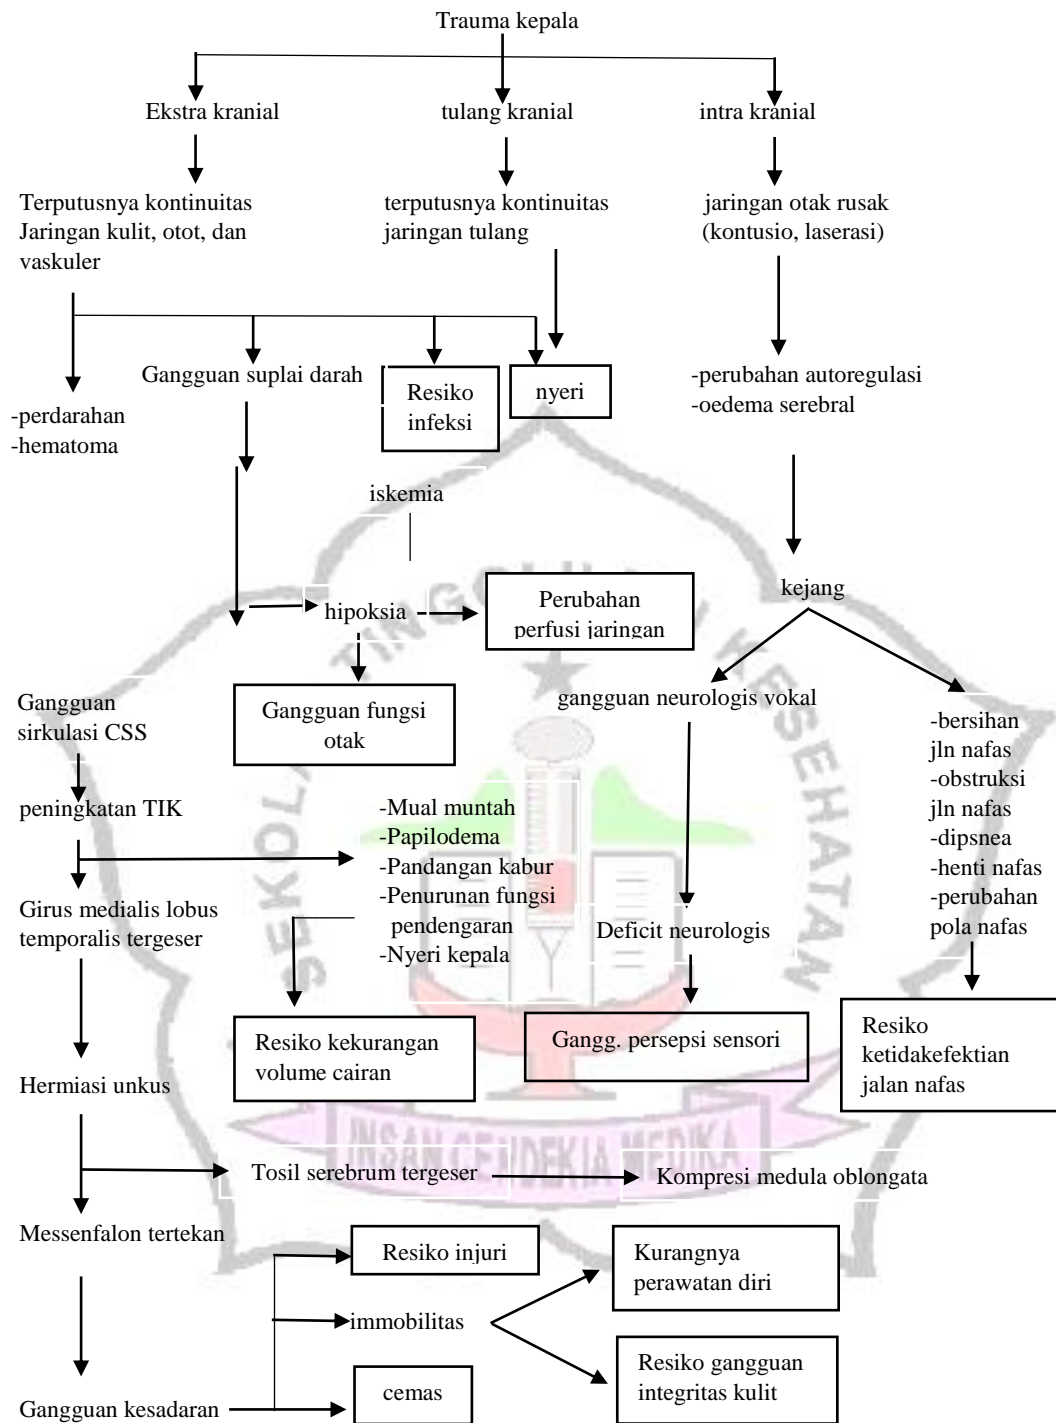 Trauma kepala
Ekstra kranial
tulang kranial
intra kranial
Terputusnya kontinuitas
Jaringan kulit, otot, dan
vaskuler
terputusnya kontinuitas
jaringan tulang
jaringan otak rusak
(kontusio, laserasi)
-perdarahan
-hematoma
Gangguan suplai darah
Resiko
infeksi
nyeri
-perubahan autoregulasi
-oedema serebral
iskemia
hipoksia
Perubahan
perfusi jaringan
kejang
Gangguan fungsi
otak
gangguan neurologis vokal
-bersihan
jln nafas
-obstruksi
jln nafas
-dipsnea
-henti nafas
-perubahan
pola nafas
Gangguan
sirkulasi CSS
peningkatan TIK
-Mual muntah
-Papilodema
-Pandangan kabur
-Penurunan fungsi
pendengaran
-Nyeri kepala
Girus medialis lobus
temporalis tergeser
Deficit neurologis
Resiko kekurangan
volume cairan
Gangg. persepsi sensori
Resiko
ketidakefektian
jalan nafas
Hermiasi unkus
Tosil serebrum tergeser
Kompresi medula oblongata
Messenfalon tertekan
Resiko injuri
Kurangnya
perawatan diri
immobilitas
Resiko gangguan
integritas kulit
Gangguan kesadaran
cemas
INSAN CENDEKIA MEDIKA
KESEHATAN